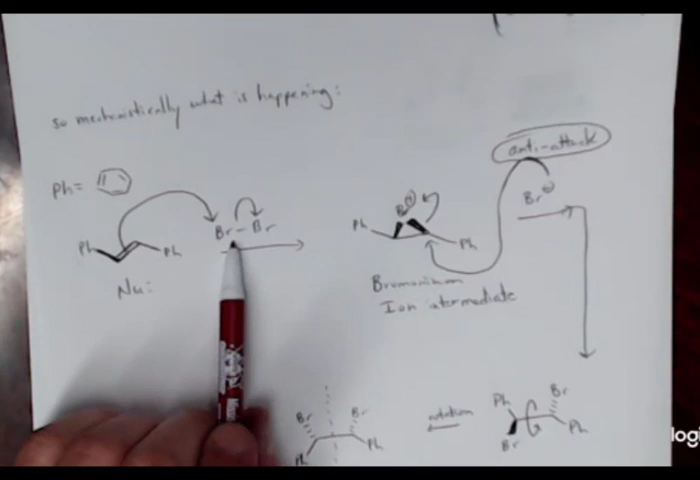 so mechanistically what is happening:
anti-attack
Ph=
Br⊖
Br - Br
Br⊕
Ph
Ph
Ph
Ph
Nu:
Bromonium
Ion intermediate
Br
Br
Ph
Ph
rotation
Ph
Br
Br
Ph
logi